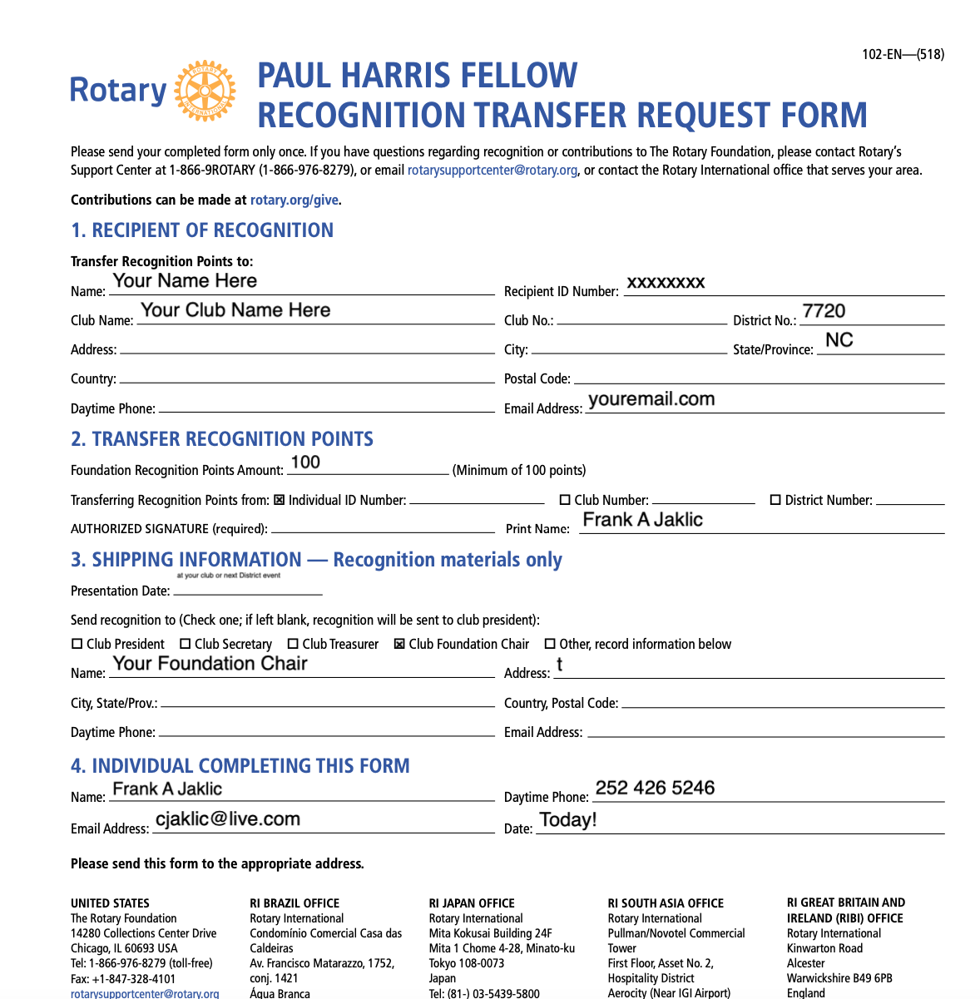 102-EN—(518)
Rotary
ROTARY
INTERNATIONAL
PAUL HARRIS FELLOW
RECOGNITION TRANSFER REQUEST FORM
Please send your completed form only once. If you have questions regarding recognition or contributions to The Rotary Foundation, please contact Rotary's
Support Center at 1-866-9ROTARY (1-866-976-8279), or email rotarysupportcenter@rotary.org, or contact the Rotary International office that serves your area.
Contributions can be made at rotary.org/give.
1. RECIPIENT OF RECOGNITION
Transfer Recognition Points to:
Name: Your Name Here Recipient ID Number: xxxxxxxx
Club Name: Your Club Name Here Club No.: District No.: 7720
Address: City: State/Province: NC
Country: Postal Code:
Daytime Phone: Email Address: youremail.com
2. TRANSFER RECOGNITION POINTS
Foundation Recognition Points Amount: 100 (Minimum of 100 points)
Transferring Recognition Points from: ☒ Individual ID Number: ☐ Club Number: ☐ District Number:
AUTHORIZED SIGNATURE (required): Print Name: Frank A Jaklic
3. SHIPPING INFORMATION — Recognition materials only
Presentation Date: at your club or next District event
Send recognition to (Check one; if left blank, recognition will be sent to club president):
☐ Club President ☐ Club Secretary ☐ Club Treasurer ☒ Club Foundation Chair ☐ Other, record information below
Name: Your Foundation Chair Address: t
City, State/Prov.: Country, Postal Code:
Daytime Phone: Email Address:
4. INDIVIDUAL COMPLETING THIS FORM
Name: Frank A Jaklic Daytime Phone: 252 426 5246
Email Address: cjaklic@live.com Date: Today!
Please send this form to the appropriate address.
UNITED STATES
The Rotary Foundation
14280 Collections Center Drive
Chicago, IL 60693 USA
Tel: 1-866-976-8279 (toll-free)
Fax: +1-847-328-4101
rotarysupportcenter@rotary.org
RI BRAZIL OFFICE
Rotary International
Condomínio Comercial Casa das
Caldeiras
Av. Francisco Matarazzo, 1752,
conj. 1421
Água Branca
RI JAPAN OFFICE
Rotary International
Mita Kokusai Building 24F
Mita 1 Chome 4-28, Minato-ku
Tokyo 108-0073
Japan
Tel: (81-) 03-5439-5800
RI SOUTH ASIA OFFICE
Rotary International
Pullman/Novotel Commercial
Tower
First Floor, Asset No. 2,
Hospitality District
Aerocity (Near IGI Airport)
RI GREAT BRITAIN AND
IRELAND (RIBI) OFFICE
Rotary International
Kinwarton Road
Alcester
Warwickshire B49 6PB
England